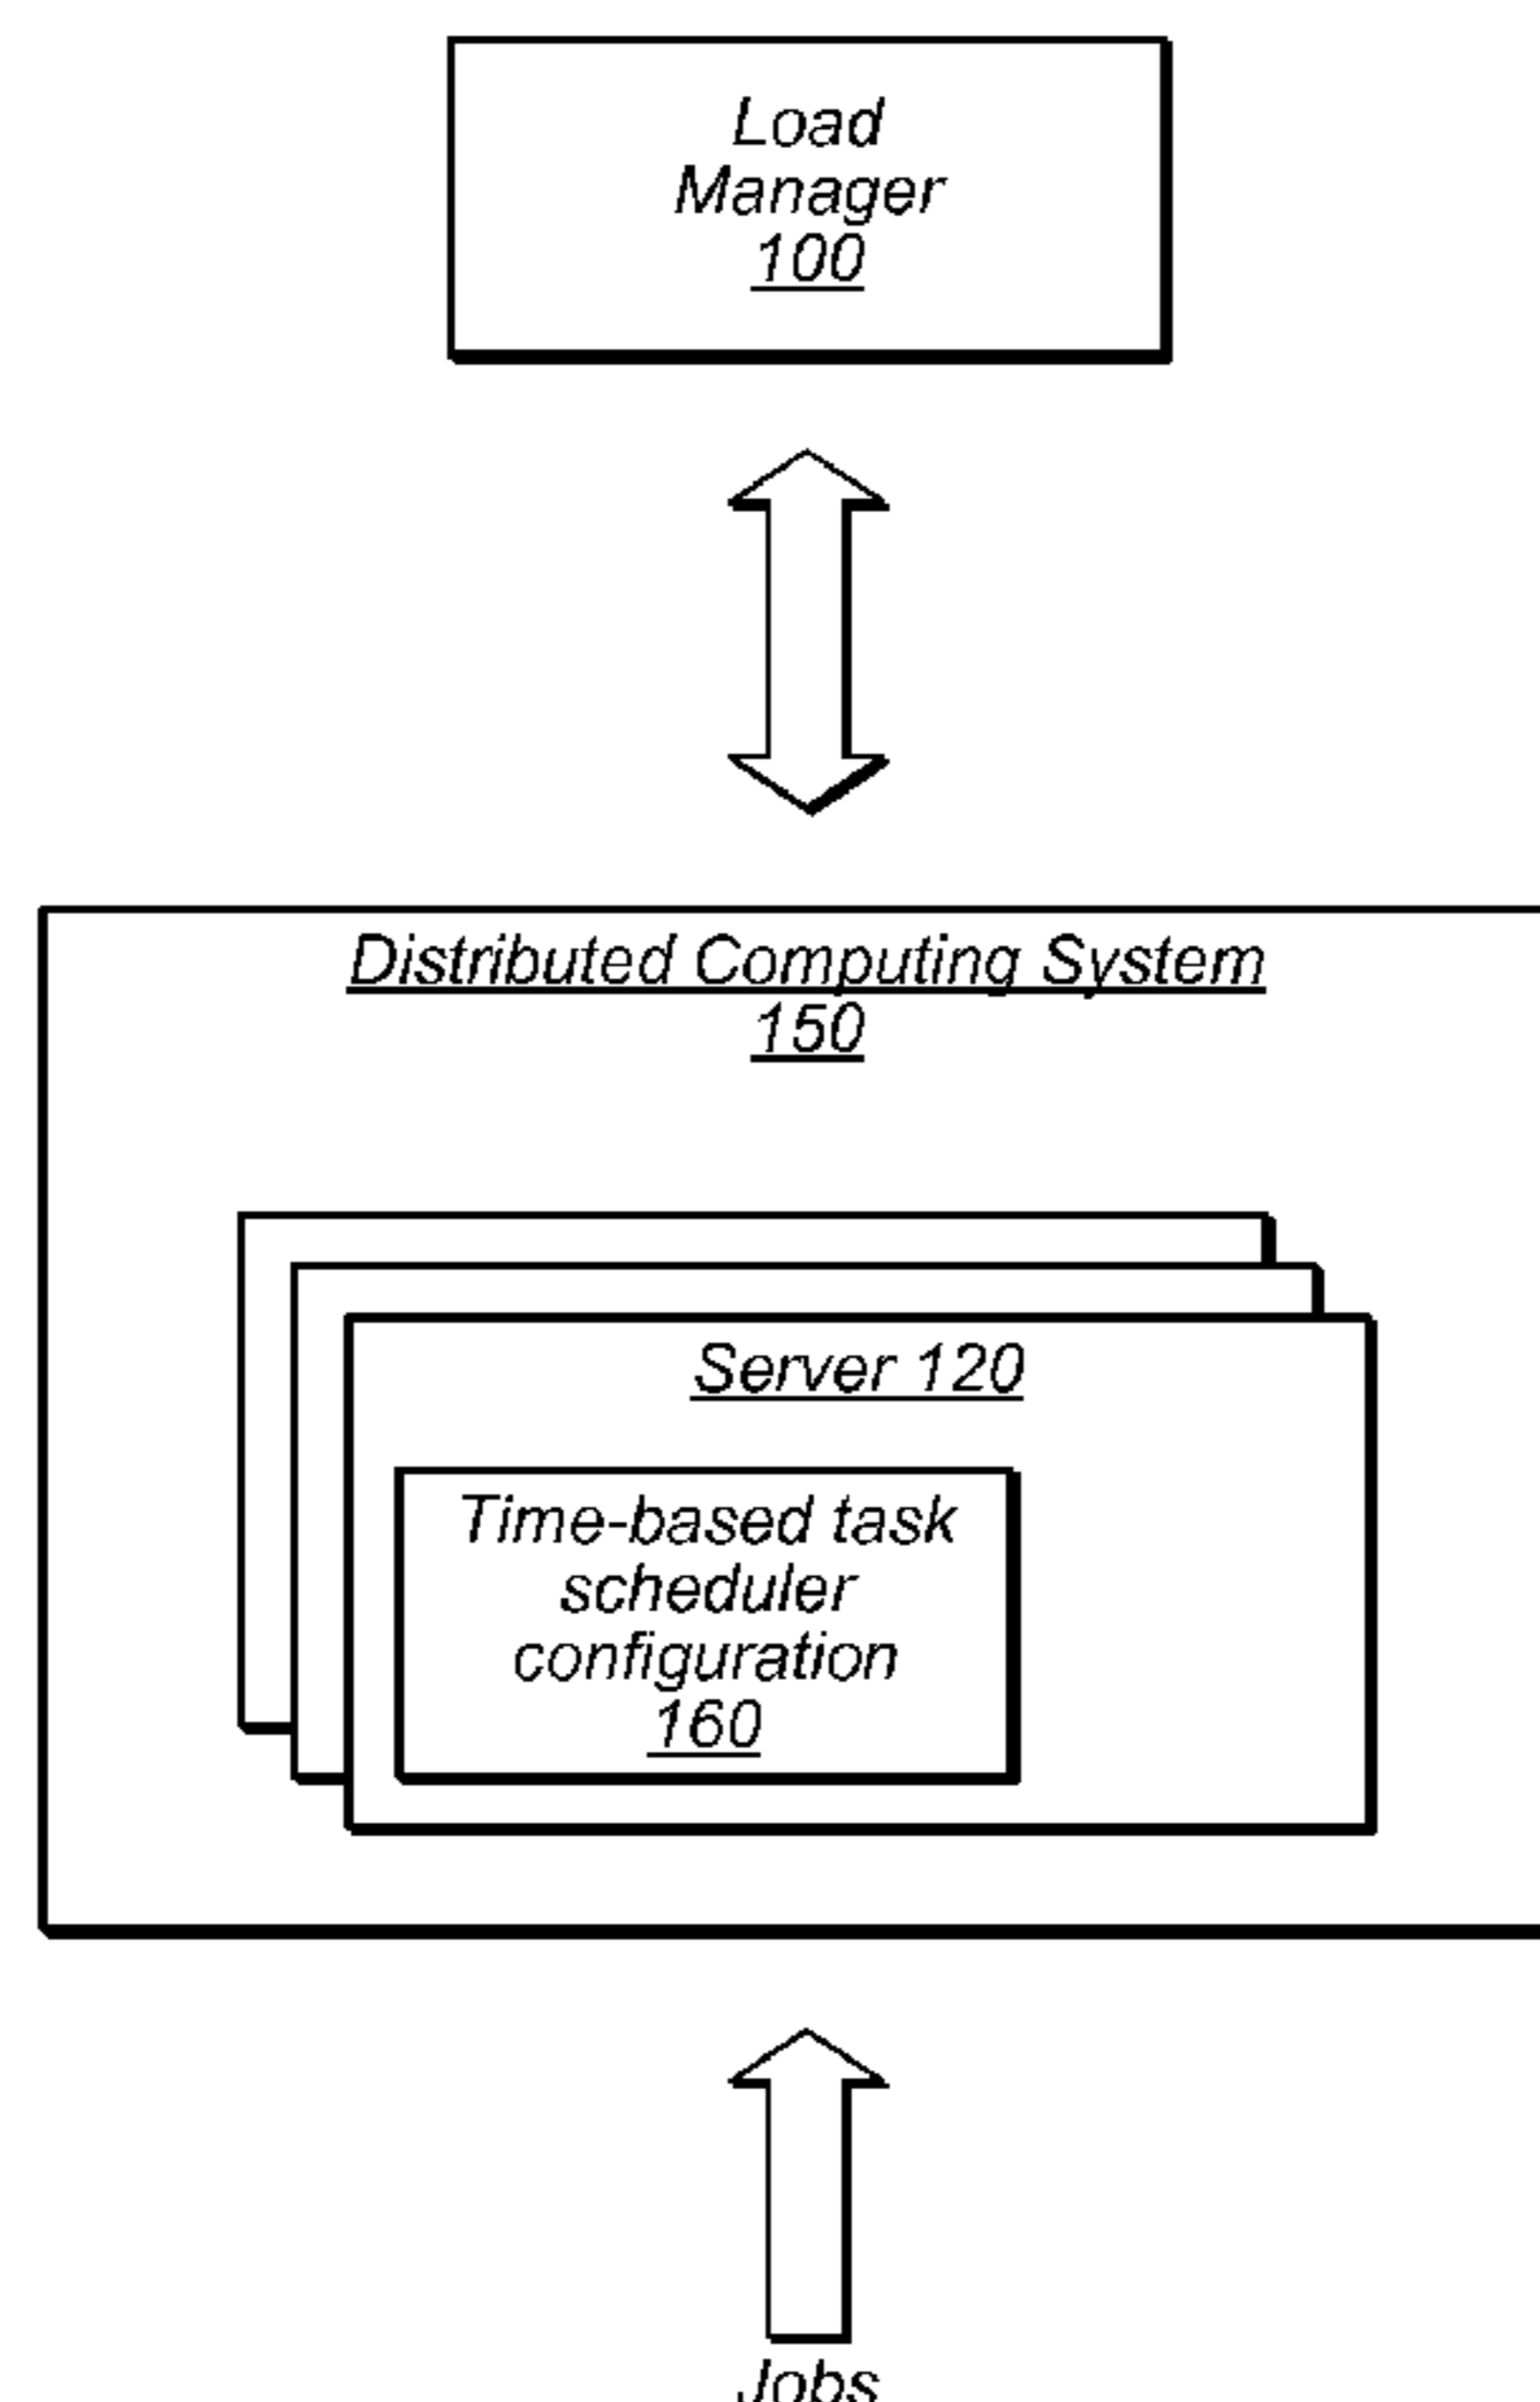 Load
Manager
100
Distributed Computing System
150
Server 120
Time-based task
scheduler
configuration
160
Jobs